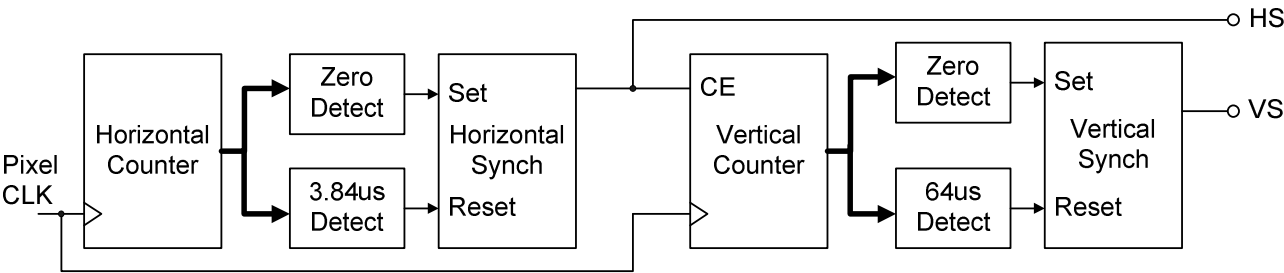 Pixel
CLK
Horizontal
Counter
Zero
Detect
3.84us
Detect
Set
Horizontal
Synch
Reset
CE
Vertical
Counter
Zero
Detect
64us
Detect
Set
Vertical
Synch
Reset
HS
VS